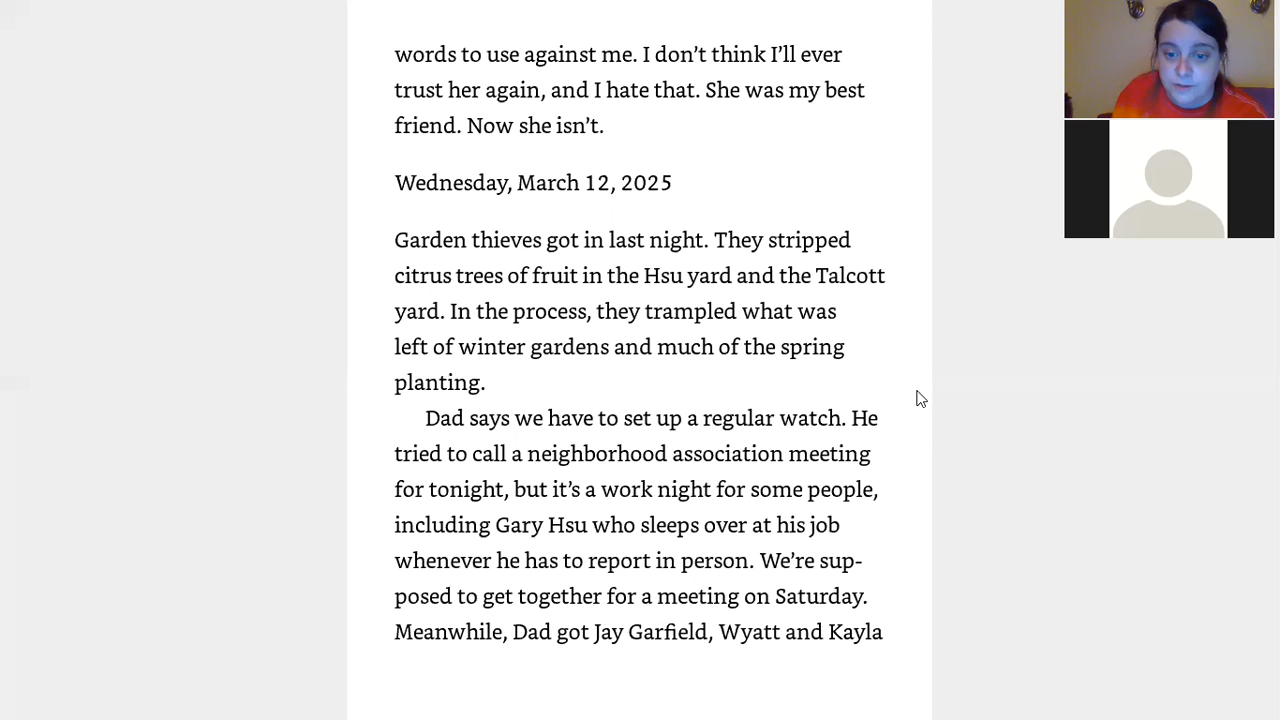 words to use against me. I don’t think I’ll ever
trust her again, and I hate that. She was my best
friend. Now she isn’t.
Wednesday, March 12, 2025
Garden thieves got in last night. They stripped
citrus trees of fruit in the Hsu yard and the Talcott
yard. In the process, they trampled what was
left of winter gardens and much of the spring
planting.
Dad says we have to set up a regular watch. He
tried to call a neighborhood association meeting
for tonight, but it’s a work night for some people,
including Gary Hsu who sleeps over at his job
whenever he has to report in person. We’re sup-
posed to get together for a meeting on Saturday.
Meanwhile, Dad got Jay Garfield, Wyatt and Kayla